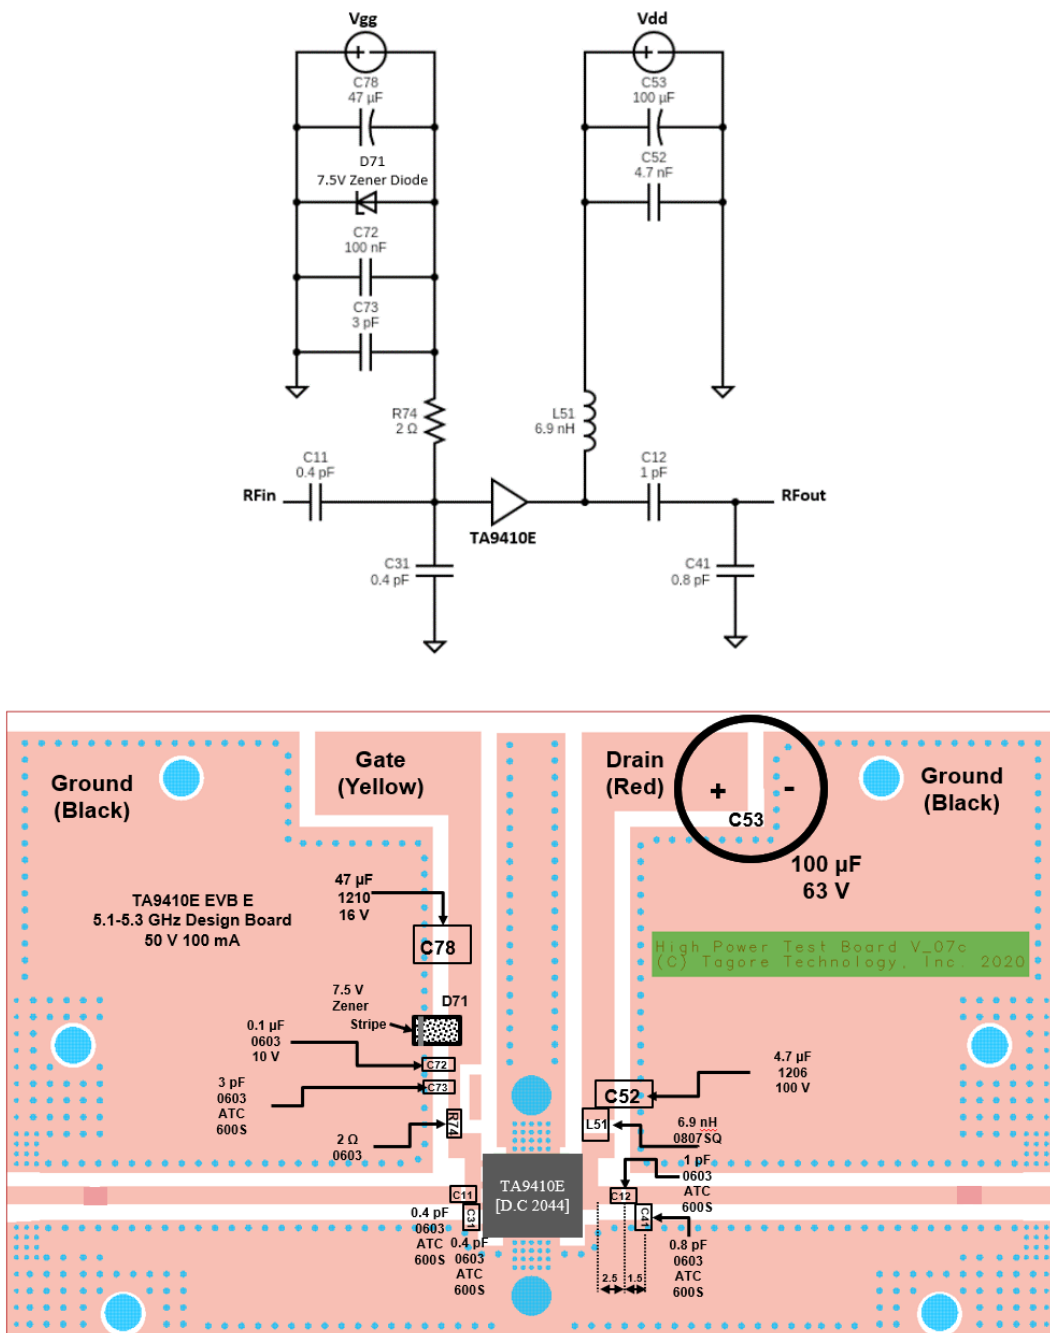 Vgg
Vdd
+
+
C78
47 µF
C53
100 µF
D71
7.5V Zener Diode
C52
4.7 nF
C72
100 nF
C73
3 pF
R74
2 Ω
L51
6.9 nH
C11
0.4 pF
C12
1 pF
RFin
RFout
TA9410E
C31
0.4 pF
C41
0.8 pF
Ground
(Black)
Gate
(Yellow)
Drain
(Red)
+
-
C53
Ground
(Black)
100 µF
63 V
TA9410E EVB E
5.1-5.3 GHz Design Board
50 V 100 mA
47 µF
1210
16 V
C78
High Power Test Board V_07c
(C) Tagore Technology, Inc. 2020
7.5 V
Zener
Stripe
D71
0.1 µF
0603
10 V
C72
C73
3 pF
0603
ATC
600S
R74
2 Ω
0603
4.7 µF
1206
100 V
C52
L51
6.9 nH
0807SQ
1 pF
0603
ATC
600S
TA9410E
[D.C 2044]
C11
C31
C12
C41
0.4 pF
0603
ATC
600S
0.4 pF
0603
ATC
600S
0.8 pF
0603
ATC
600S
2.5
1.5